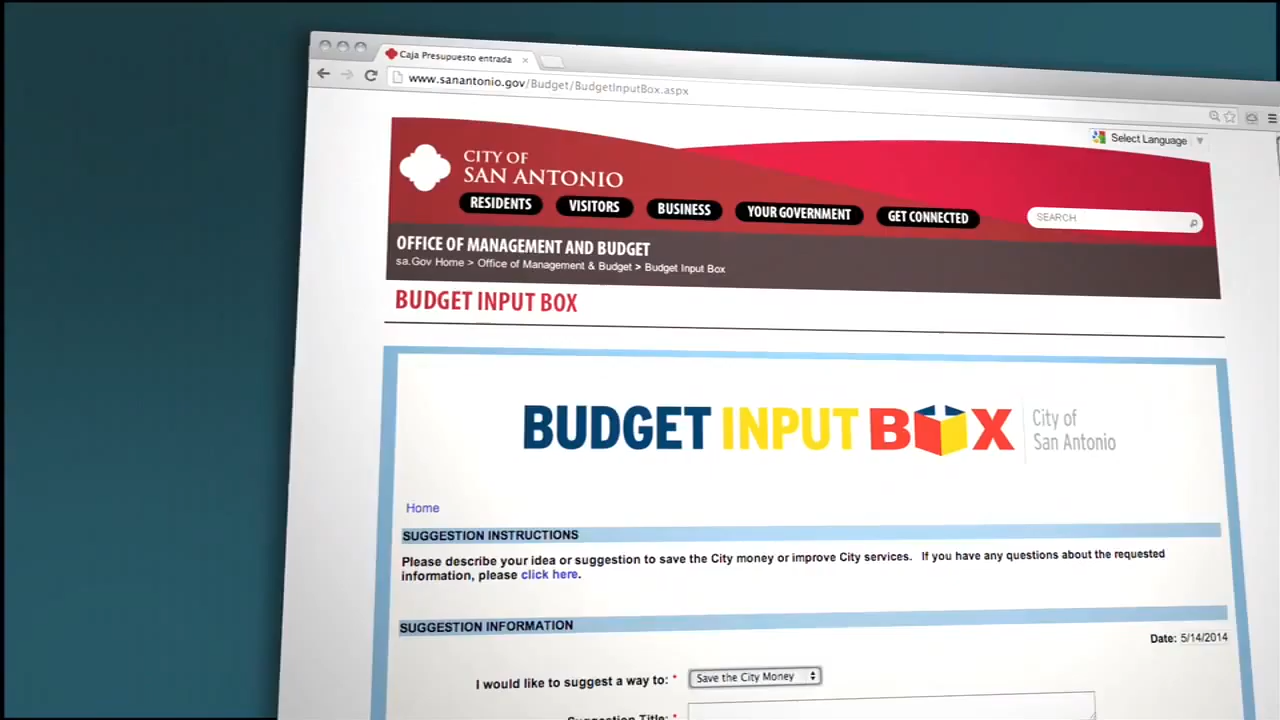 Caja Presupuesto entrada
www.sanantonio.gov/Budget/BudgetInputBox.aspx
Select Language
CITY OF
SAN ANTONIO
RESIDENTS VISITORS BUSINESS YOUR GOVERNMENT GET CONNECTED
SEARCH
OFFICE OF MANAGEMENT AND BUDGET
sa.Gov Home > Office of Management & Budget > Budget Input Box
BUDGET INPUT BOX
BUDGET INPUT BOX
City of
San Antonio
Home
SUGGESTION INSTRUCTIONS
Please describe your idea or suggestion to save the City money or improve City services. If you have any questions about the requested
information, please click here.
SUGGESTION INFORMATION
Date: 5/14/2014
I would like to suggest a way to: * Save the City Money
Suggestion Title: *